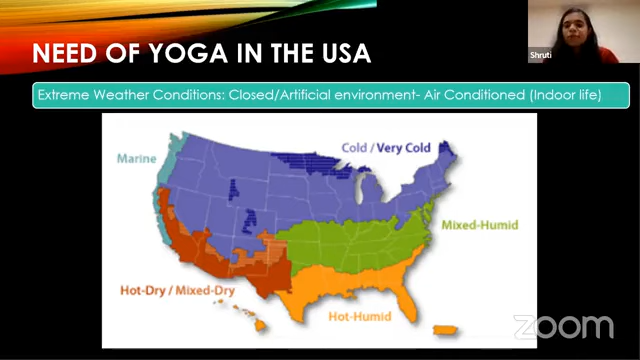 NEED OF YOGA IN THE USA
Shruti
Extreme Weather Conditions: Closed/Artificial environment- Air Conditioned (Indoor life)
Marine
Cold / Very Cold
Mixed-Humid
Hot-Dry / Mixed-Dry
Hot-Humid
zoom